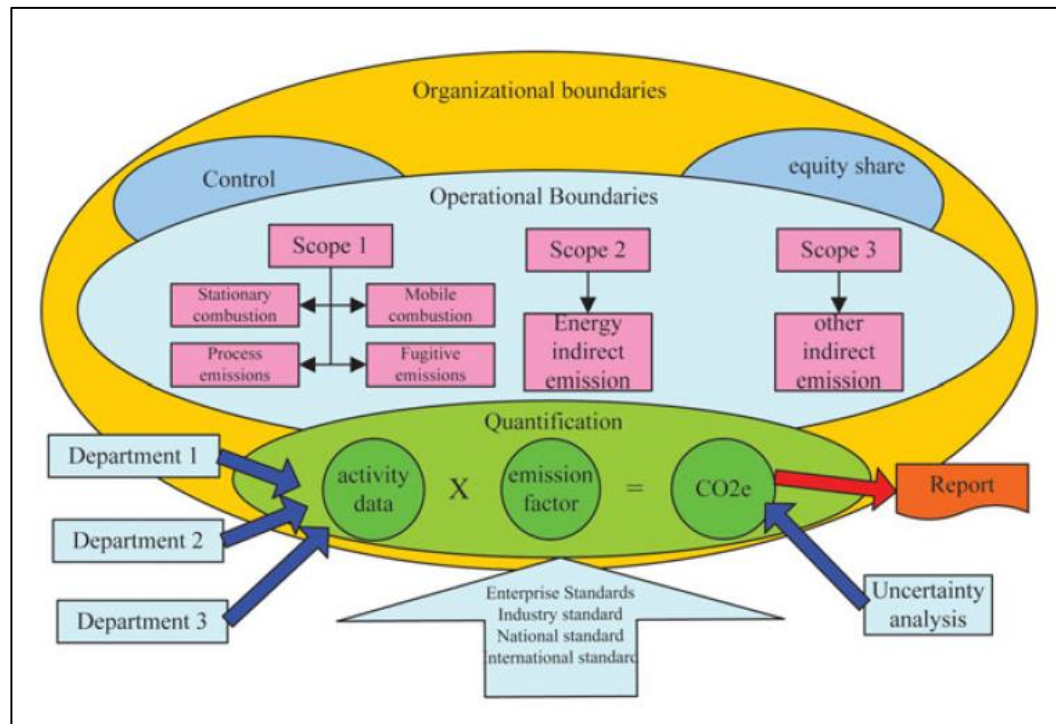 Organizational boundaries
Control
equity share
Operational Boundaries
Scope 1
Scope 2
Scope 3
Stationary
combustion
Mobile
combustion
Process
emissions
Fugitive
emissions
Energy
indirect
emission
other
indirect
emission
Quantification
Department 1
Department 2
Department 3
activity
data
X
emission
factor
=
CO2e
Report
Enterprise Standards
Industry standard
National standard
International standard
Uncertainty
analysis